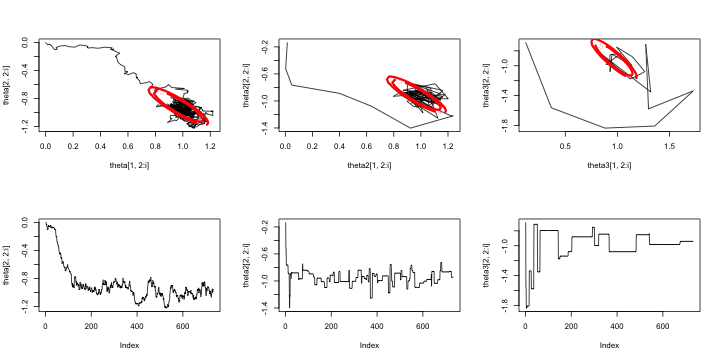 theta[2, 2:i]
0.0
-0.4
-0.8
-1.2
0.0 0.2 0.4 0.6 0.8 1.0 1.2
theta[1, 2:i]
theta2[2, 2:i]
-0.2
-0.6
-1.0
-1.4
0.0 0.2 0.4 0.6 0.8 1.0 1.2
theta2[1, 2:i]
theta3[2, 2:i]
-1.0
-1.4
-1.8
0.5 1.0 1.5
theta3[1, 2:i]
theta[2, 2:i]
0.0
-0.4
-0.8
-1.2
0 200 400 600
Index
theta2[2, 2:i]
-0.2
-0.6
-1.0
-1.4
0 200 400 600
Index
theta3[2, 2:i]
-1.0
-1.4
-1.8
0 200 400 600
Index